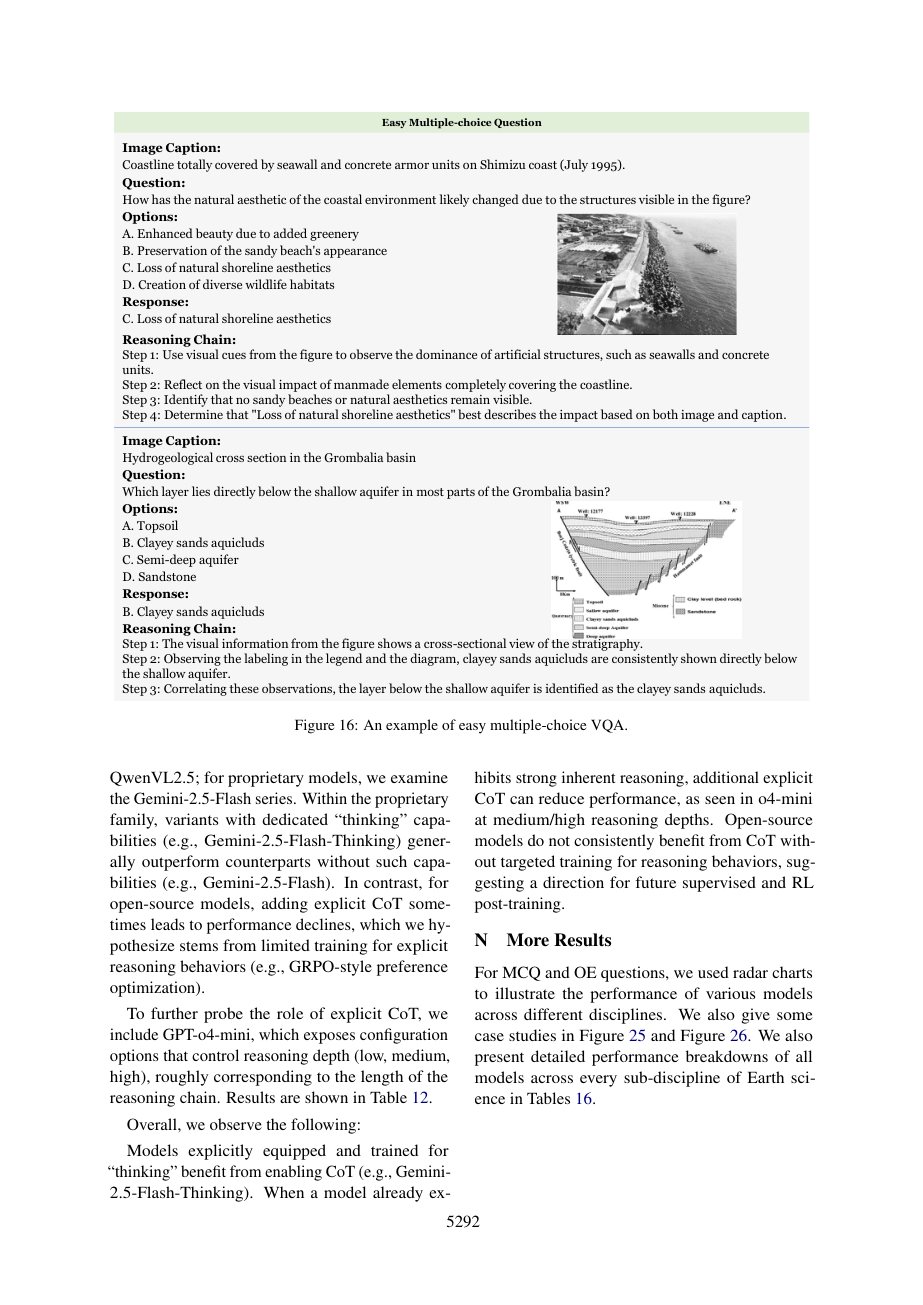 Easy Multiple-choice Question
Image Caption:
Coastline totally covered by seawall and concrete armor units on Shimizu coast (July 1995).
Question:
How has the natural aesthetic of the coastal environment likely changed due to the structures visible in the figure?
Options:
A. Enhanced beauty due to added greenery
B. Preservation of the sandy beach's appearance
C. Loss of natural shoreline aesthetics
D. Creation of diverse wildlife habitats
Response:
C. Loss of natural shoreline aesthetics
Reasoning Chain:
Step 1: Use visual cues from the figure to observe the dominance of artificial structures, such as seawalls and concrete
units.
Step 2: Reflect on the visual impact of manmade elements completely covering the coastline.
Step 3: Identify that no sandy beaches or natural aesthetics remain visible.
Step 4: Determine that "Loss of natural shoreline aesthetics" best describes the impact based on both image and caption.
Image Caption:
Hydrogeological cross section in the Grombalia basin
Question:
Which layer lies directly below the shallow aquifer in most parts of the Grombalia basin?
Options:
A. Topsoil
B. Clayey sands aquicluds
C. Semi-deep aquifer
D. Sandstone
Response:
B. Clayey sands aquicluds
WSW
ENE
A
A'
Well: 12177
Well: 12228
Miocene
Clay level (bed rock)
Sandstone
Topsoil
Clayey sands aquicluds
Semi-deep Aquifer
Deep aquifer
Reasoning Chain:
Step 1: The visual information from the figure shows a cross-sectional view of the stratigraphy.
Step 2: Observing the labeling in the legend and the diagram, clayey sands aquicluds are consistently shown directly below
the shallow aquifer.
Step 3: Correlating these observations, the layer below the shallow aquifer is identified as the clayey sands aquicluds.
Figure 16: An example of easy multiple-choice VQA.
QwenVL2.5; for proprietary models, we examine
the Gemini-2.5-Flash series. Within the proprietary
family, variants with dedicated “thinking” capa-
bilities (e.g., Gemini-2.5-Flash-Thinking) gener-
ally outperform counterparts without such capa-
bilities (e.g., Gemini-2.5-Flash). In contrast, for
open-source models, adding explicit CoT some-
times leads to performance declines, which we hy-
pothesize stems from limited training for explicit
reasoning behaviors (e.g., GRPO-style preference
optimization).
To further probe the role of explicit CoT, we
include GPT-o4-mini, which exposes configuration
options that control reasoning depth (low, medium,
high), roughly corresponding to the length of the
reasoning chain. Results are shown in Table 12.
Overall, we observe the following:
Models explicitly equipped and trained for
“thinking” benefit from enabling CoT (e.g., Gemini-
2.5-Flash-Thinking). When a model already ex-
hibits strong inherent reasoning, additional explicit
CoT can reduce performance, as seen in o4-mini
at medium/high reasoning depths. Open-source
models do not consistently benefit from CoT with-
out targeted training for reasoning behaviors, sug-
gesting a direction for future supervised and RL
post-training.
N More Results
For MCQ and OE questions, we used radar charts
to illustrate the performance of various models
across different disciplines. We also give some
case studies in Figure 25 and Figure 26. We also
present detailed performance breakdowns of all
models across every sub-discipline of Earth sci-
ence in Tables 16.
5292